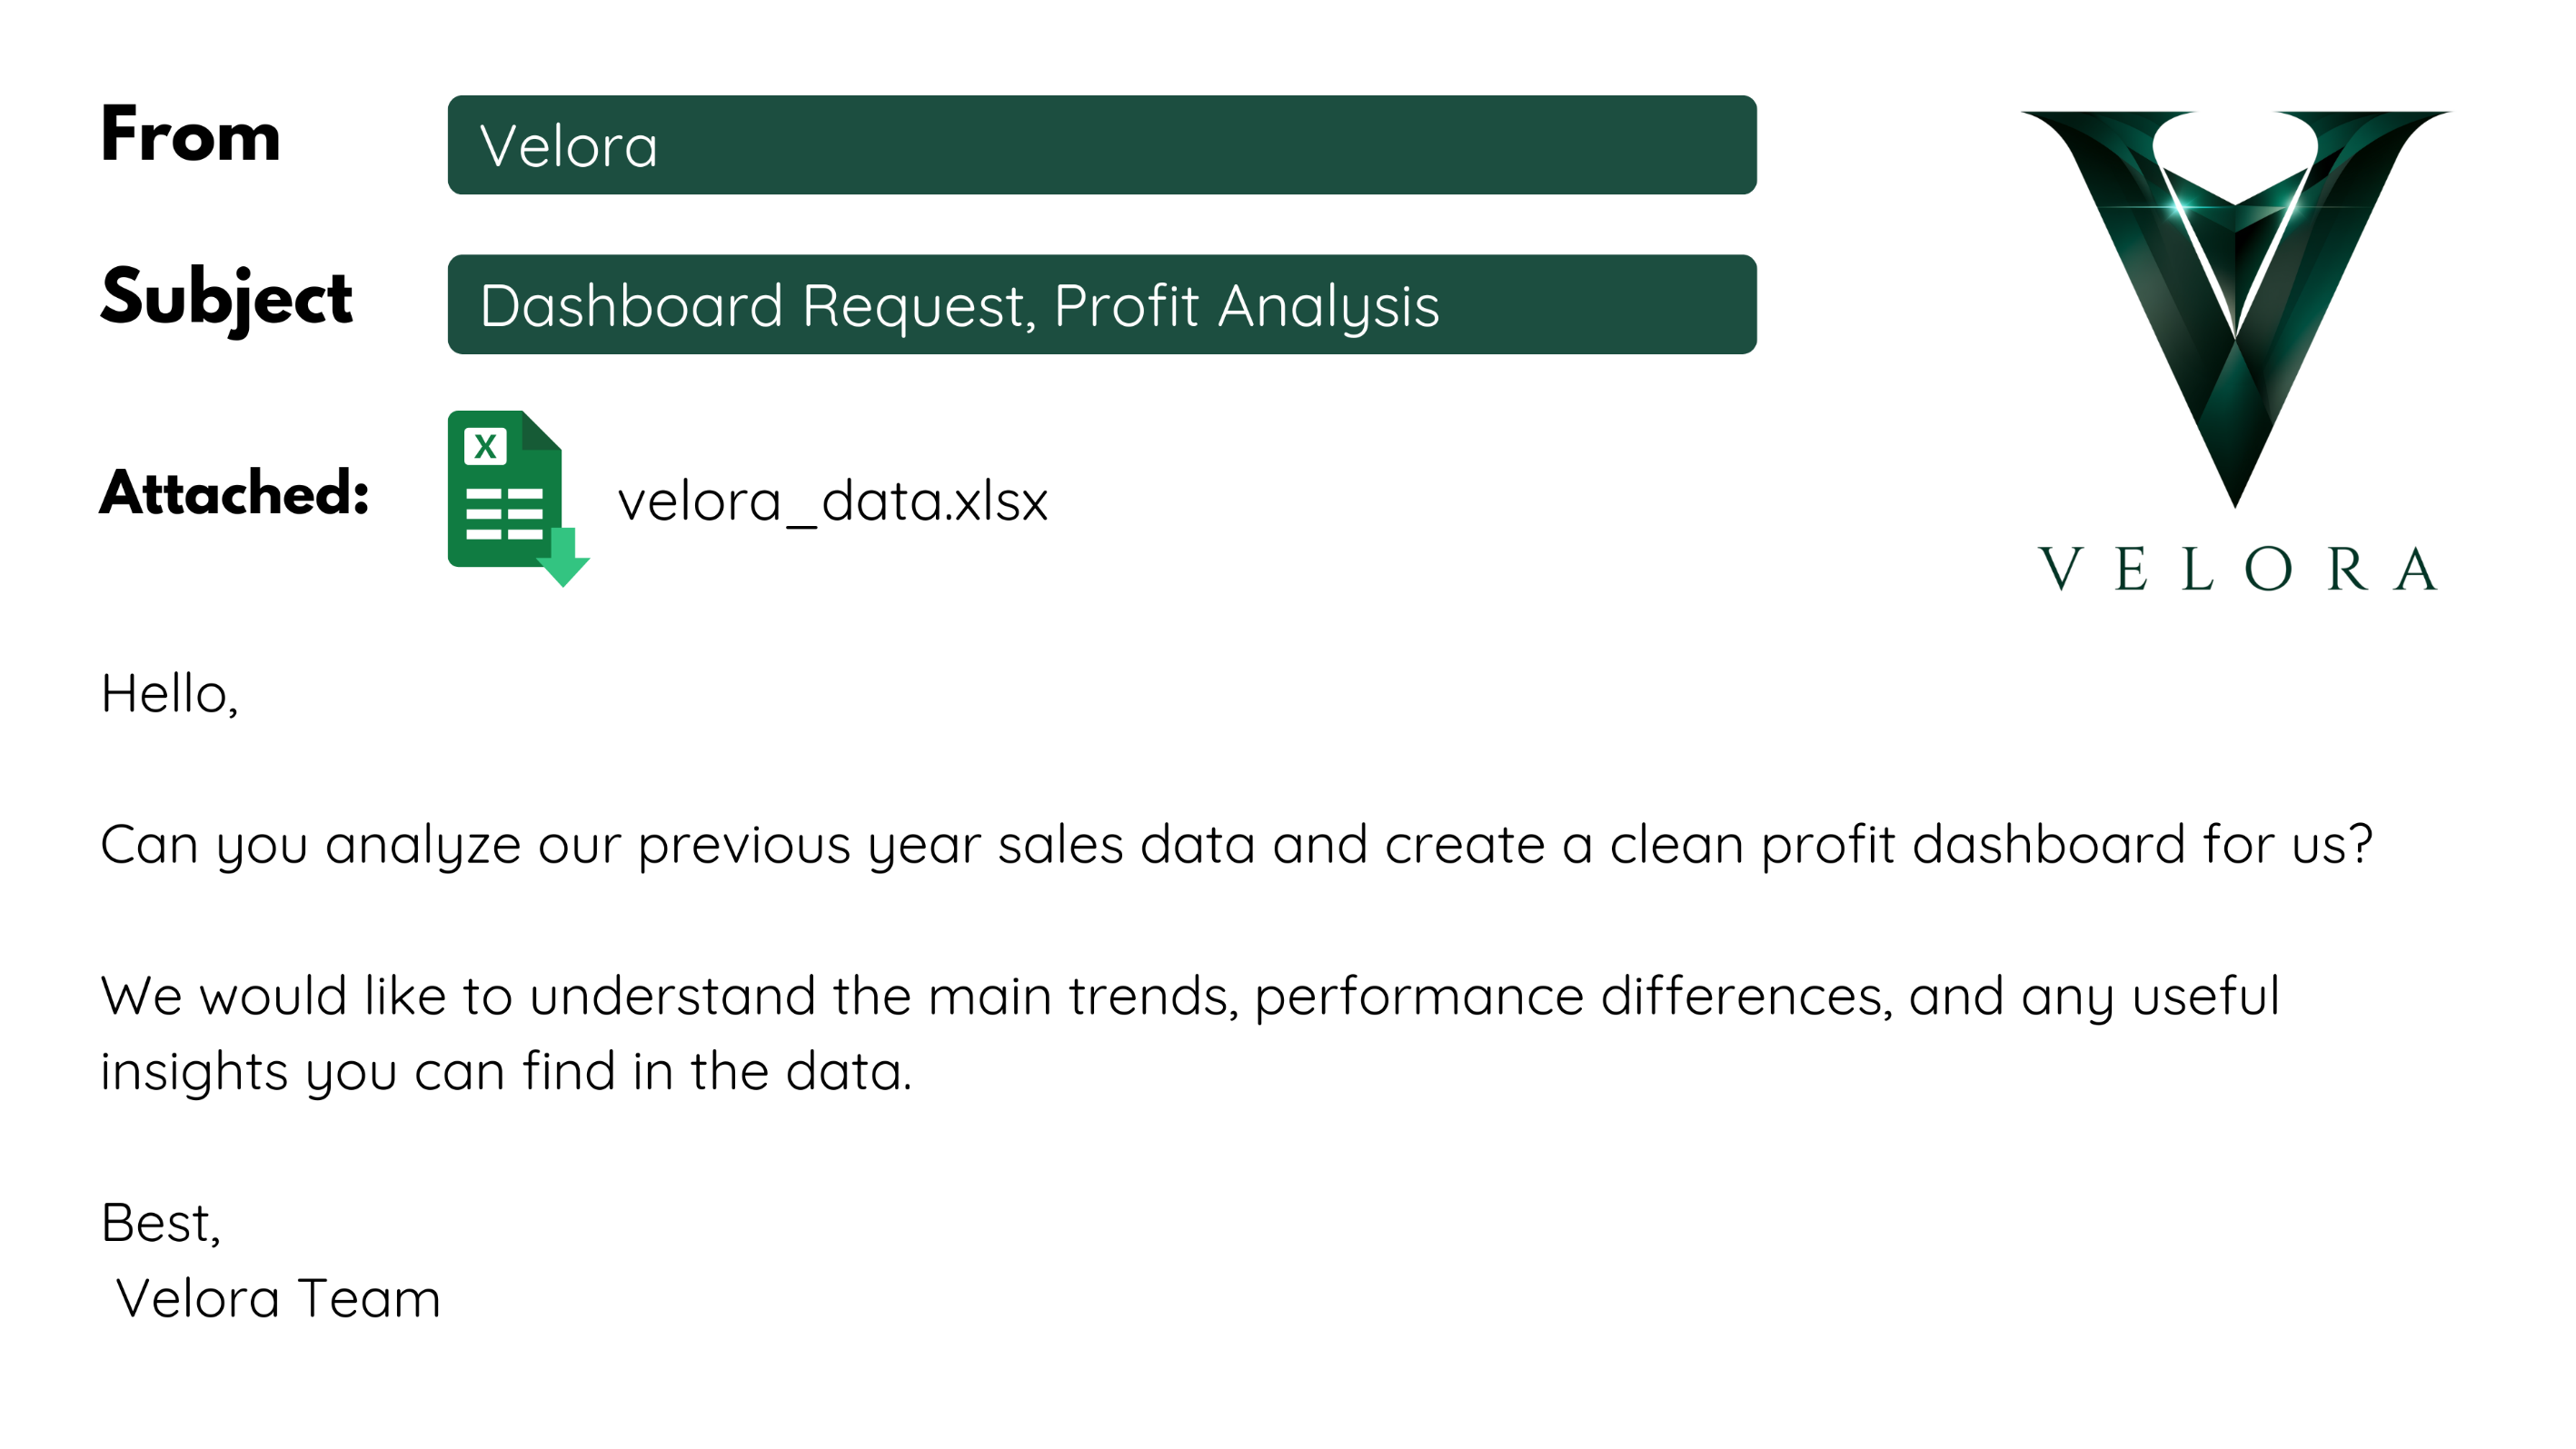 From
Velora
Subject
Dashboard Request, Profit Analysis
Attached:
X
velora_data.xlsx
VELORA
Hello,
Can you analyze our previous year sales data and create a clean profit dashboard for us?
We would like to understand the main trends, performance differences, and any useful
insights you can find in the data.
Best,
Velora Team